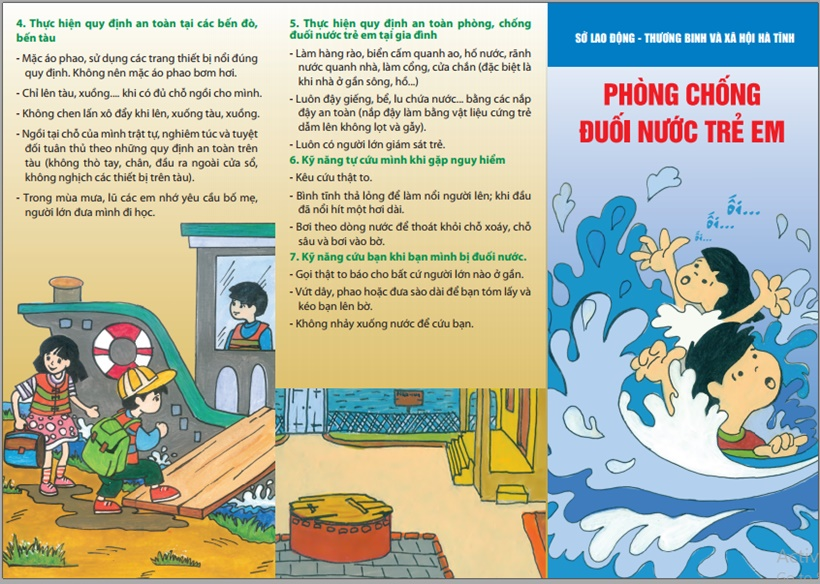 4. Thực hiện quy định an toàn tại các bến đò,
bến tàu
- Mặc áo phao, sử dụng các trang thiết bị nổi đúng
quy định. Không nên mặc áo phao bơm hơi.
- Chỉ lên tàu, xuồng.... khi có đủ chỗ ngồi cho mình.
- Không chen lấn xô đẩy khi lên, xuống tàu, xuồng.
- Ngồi tại chỗ của mình trật tự, nghiêm túc và tuyệt
đối tuân thủ theo những quy định an toàn trên
tàu (không thò tay, chân, đầu ra ngoài cửa sổ,
không nghịch các thiết bị trên tàu).
- Trong mùa mưa, lũ các em nhớ yêu cầu bố mẹ,
người lớn đưa mình đi học.
5. Thực hiện quy định an toàn phòng, chống
đuối nước trẻ em tại gia đình
- Làm hàng rào, biển cấm quanh ao, hố nước, rãnh
nước quanh nhà, làm cổng, cửa chắn (đặc biệt là
khi nhà ở gần sông, hồ...)
- Luôn đậy giếng, bể, lu chứa nước... bằng các nắp
đậy an toàn (nắp đậy làm bằng vật liệu cứng trẻ
dẫm lên không lọt và gẫy).
- Luôn có người lớn giám sát trẻ.
6. Kỹ năng tự cứu mình khi gặp nguy hiểm
- Kêu cứu thật to.
- Bình tĩnh thả lỏng để làm nổi người lên; khi đầu
đã nổi hít một hơi dài.
- Bơi theo dòng nước để thoát khỏi chỗ xoáy, chỗ
sâu và bơi vào bờ.
7. Kỹ năng cứu bạn khi bạn mình bị đuối nước.
- Gọi thật to báo cho bất cứ người lớn nào ở gần.
- Vứt dây, phao hoặc đưa sào dài để bạn tóm lấy và
kéo bạn lên bờ.
- Không nhảy xuống nước để cứu bạn.
SỞ LAO ĐỘNG - THƯƠNG BINH VÀ XÃ HỘI HÀ TĨNH
PHÒNG CHỐNG
ĐUỐI NƯỚC TRẺ EM
Ối...
Ối...
Ối...